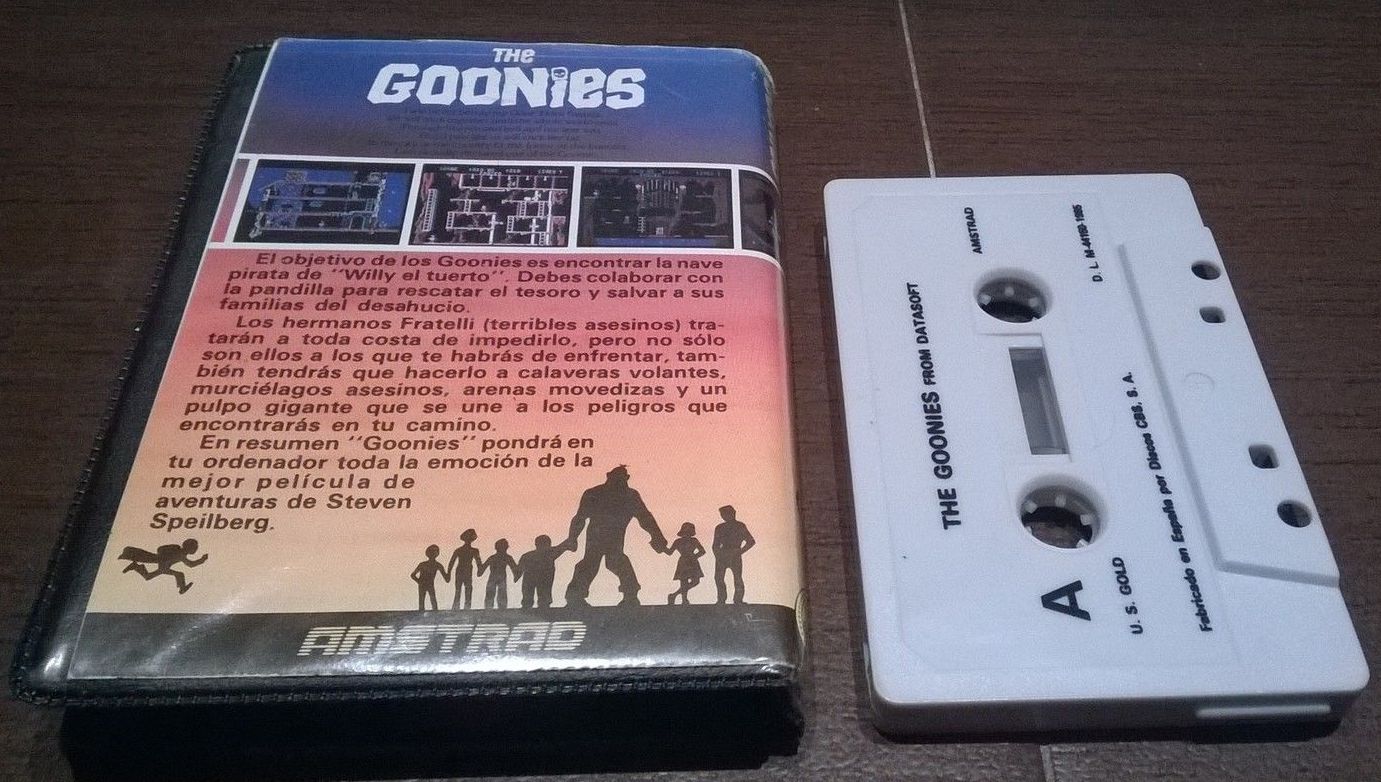 THE
GOONIES
El objetivo de los Goonies es encontrar la nave
pirata de "Willy el tuerto". Debes colaborar con
la pandilla para rescatar el tesoro y salvar a sus
familias del desahucio.
Los hermanos Fratelli (terribles asesinos) tra-
tarán a toda costa de impedirlo, pero no sólo
son ellos a los que te habrás de enfrentar, tam-
bién tendrás que hacerlo a calaveras volantes,
murciélagos asesinos, arenas movedizas y un
pulpo gigante que se une a los peligros que
encontrarás en tu camino.
En resumen "Goonies" pondrá en
tu ordenador toda la emoción de la
mejor película de
aventuras de Steven
Speilberg.
AMSTRAD
THE GOONIES FROM DATASOFT
AMSTRAD
A
U. S. GOLD
Fabricado en España por Discos CBS, S. A.
D. L. M-44160-1985